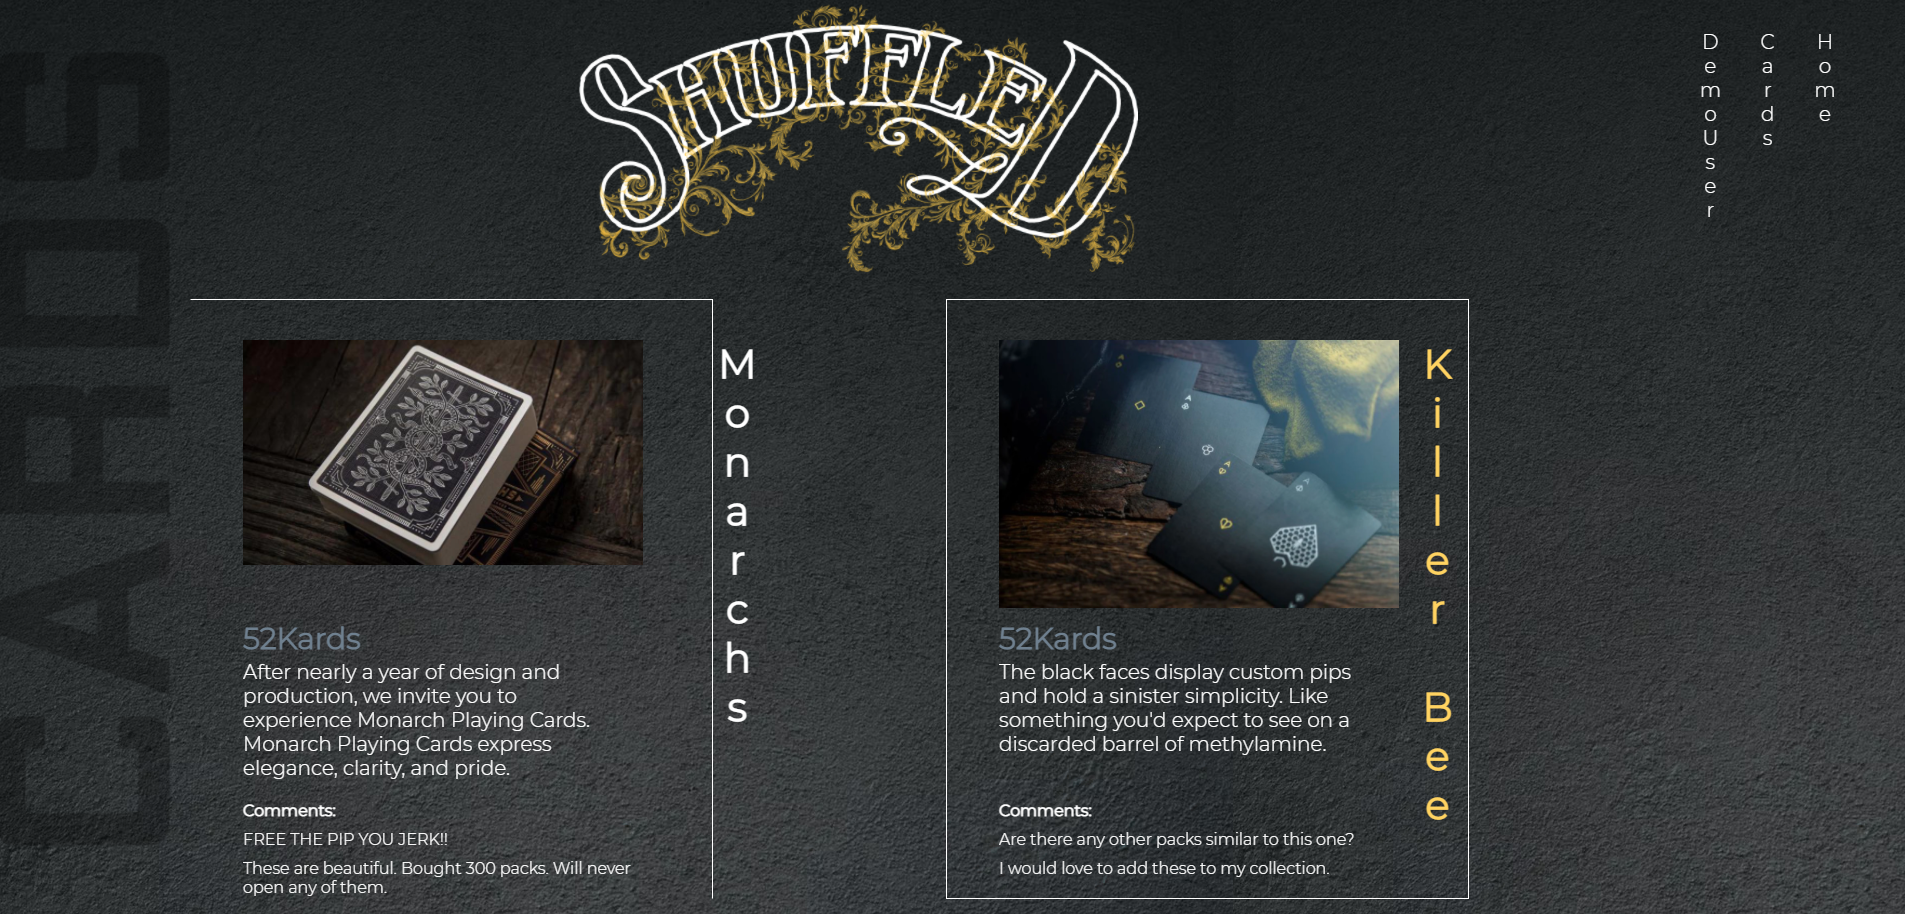 SHUFFLED
DemoUser
Cards
Home
CARDS
Monarchs
52Kards
After nearly a year of design and
production, we invite you to
experience Monarch Playing Cards.
Monarch Playing Cards express
elegance, clarity, and pride.
Comments:
FREE THE PIP YOU JERK!!
These are beautiful. Bought 300 packs. Will never
open any of them.
Killer Bee
A
A
A
A
52Kards
The black faces display custom pips
and hold a sinister simplicity. Like
something you'd expect to see on a
discarded barrel of methylamine.
Comments:
Are there any other packs similar to this one?
I would love to add these to my collection.